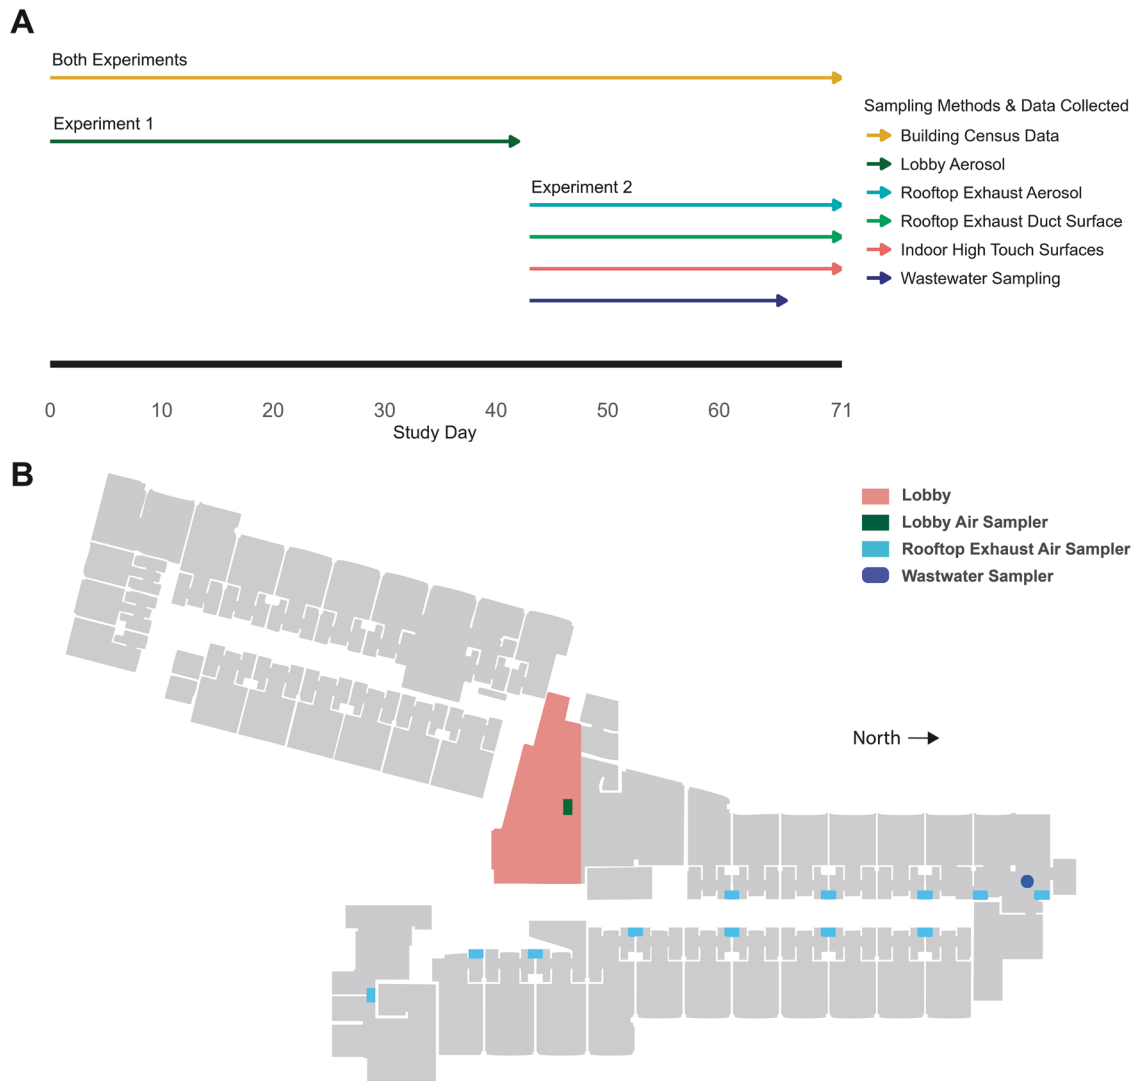 A
Both Experiments
Experiment 1
Experiment 2
Sampling Methods & Data Collected
Building Census Data
Lobby Aerosol
Rooftop Exhaust Aerosol
Rooftop Exhaust Duct Surface
Indoor High Touch Surfaces
Wastewater Sampling
0 10 20 30 40 50 60 71
Study Day
B
Lobby
Lobby Air Sampler
Rooftop Exhaust Air Sampler
Wastwater Sampler
North